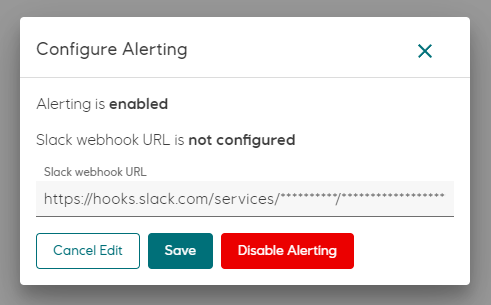 Configure Alerting
Alerting is enabled
Slack webhook URL is not configured
Slack webhook URL
https://hooks.slack.com/services/**********/******************
Cancel Edit
Save
Disable Alerting